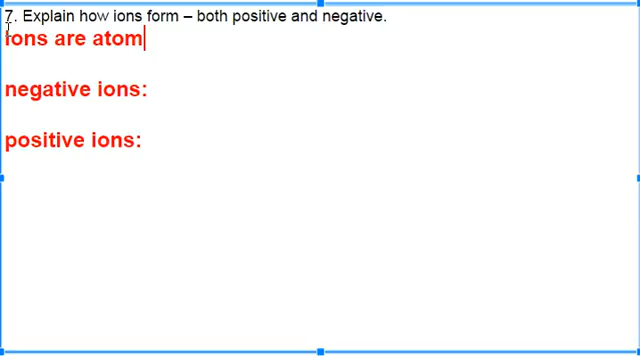 7. Explain how ions form – both positive and negative.
Ions are atom
negative ions:
positive ions: